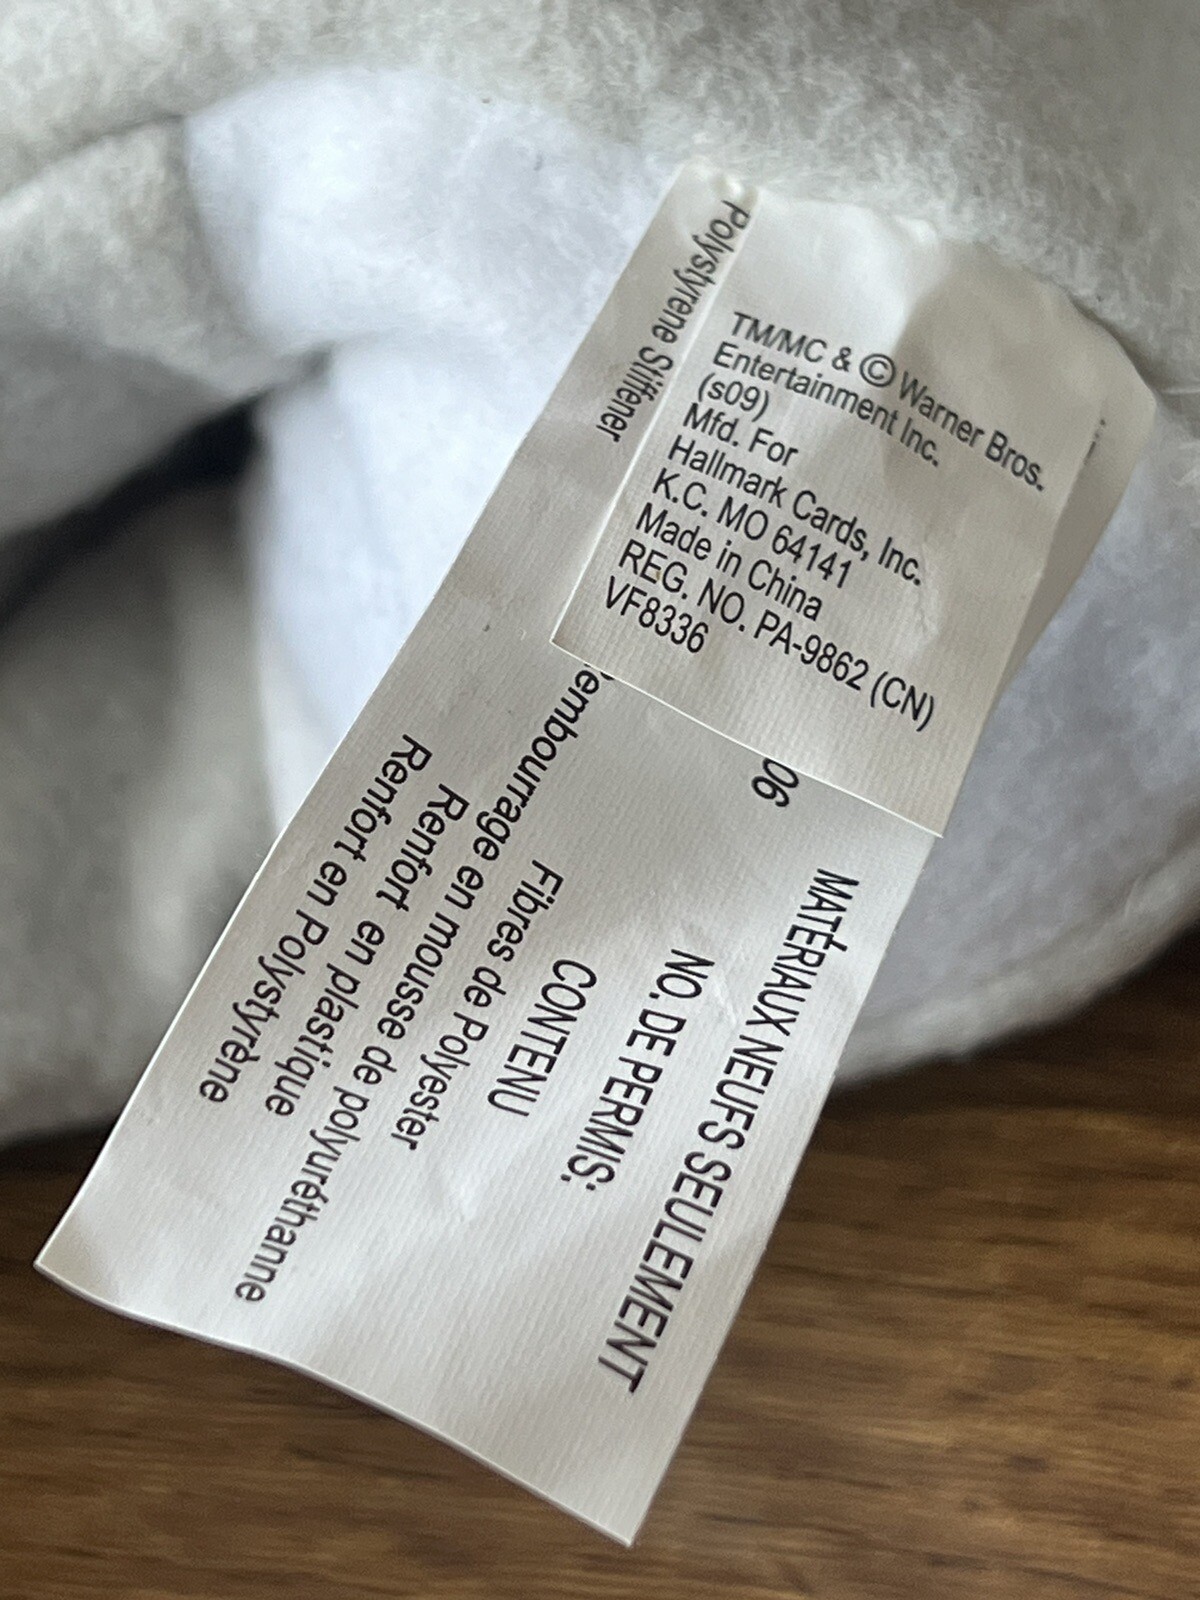 TM/MC & © Warner Bros.
Entertainment Inc.
(s09)
Mfd. For
Hallmark Cards, Inc.
K.C. MO 64141
Made in China
REG. NO. PA-9862 (CN)
VF8336
Polystyrene Stiffener
06
MATÉRIAUX NEUFS SEULEMENT
NO. DE PERMIS:
CONTENU
Fibres de Polyester
embourrage en mousse de polyuréthanne
Renfort en plastique
Renfort en Polystyrène